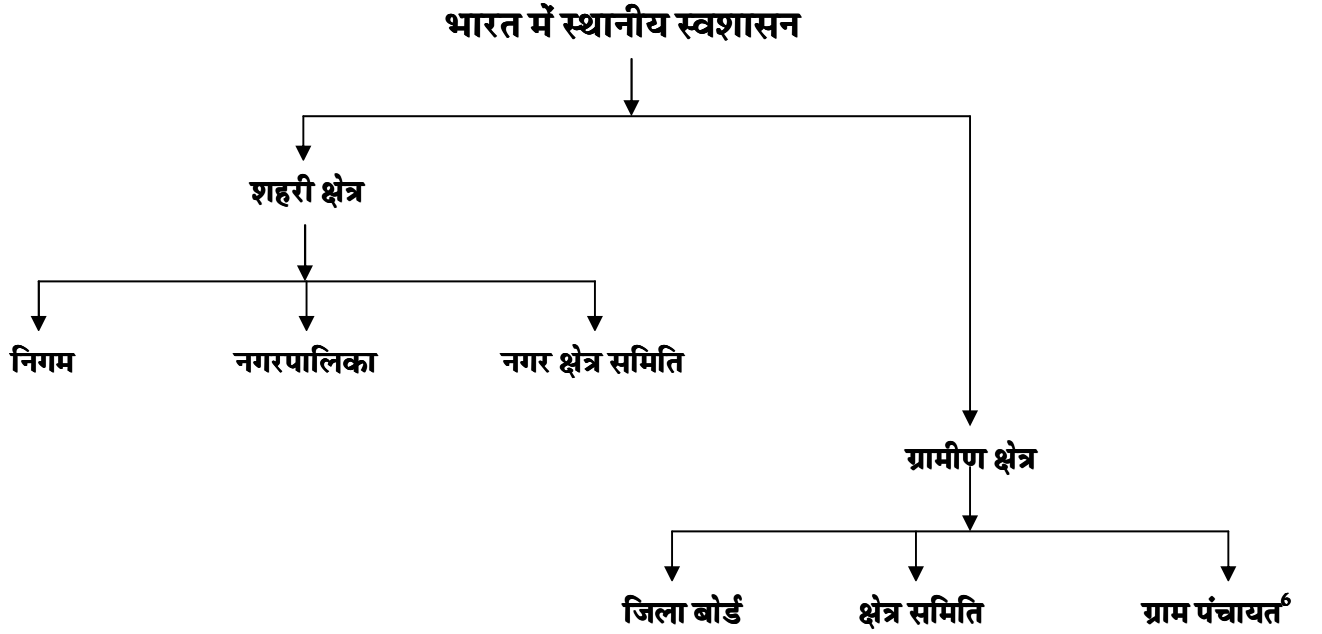 भारत में स्थानीय स्वशासन
शहरी क्षेत्र
निगम नगरपालिका नगर क्षेत्र समिति
ग्रामीण क्षेत्र
जिला बोर्ड क्षेत्र समिति ग्राम पंचायत⁶